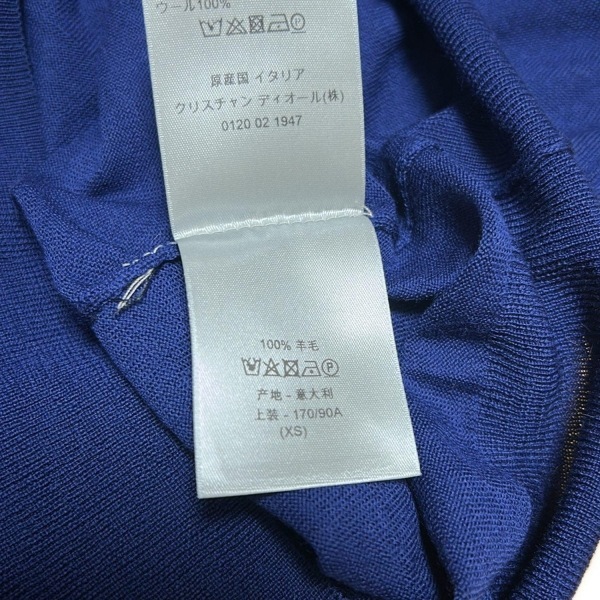 ウール100%
原産国 イタリア
クリスチャン ディオール(株)
0120 02 1947
100% 羊毛
P
产地 - 意大利
上装 - 170/90A
(XS)